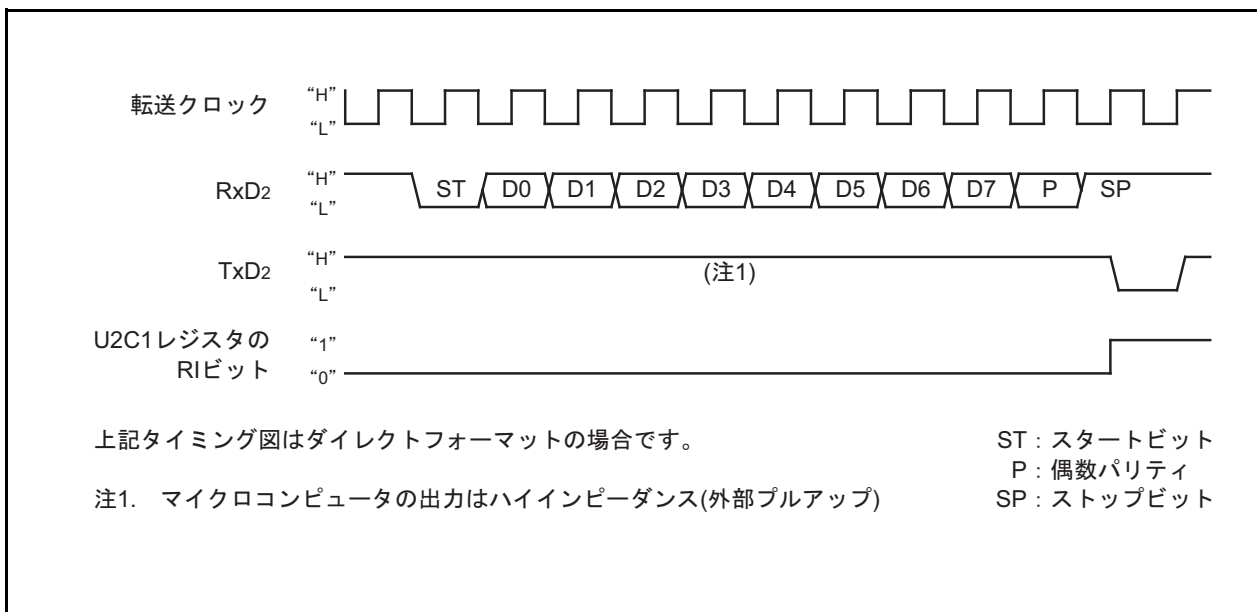 転送クロック “H”
“L”
RxD2 “H” ST D0 D1 D2 D3 D4 D5 D6 D7 P SP
“L”
TxD2 “H” (注1)
“L”
U2C1レジスタの “1”
RIビット “0”
上記タイミング図はダイレクトフォーマットの場合です。
ST：スタートビット
P：偶数パリティ
注1. マイクロコンピュータの出力はハイインピーダンス(外部プルアップ)
SP：ストップビット